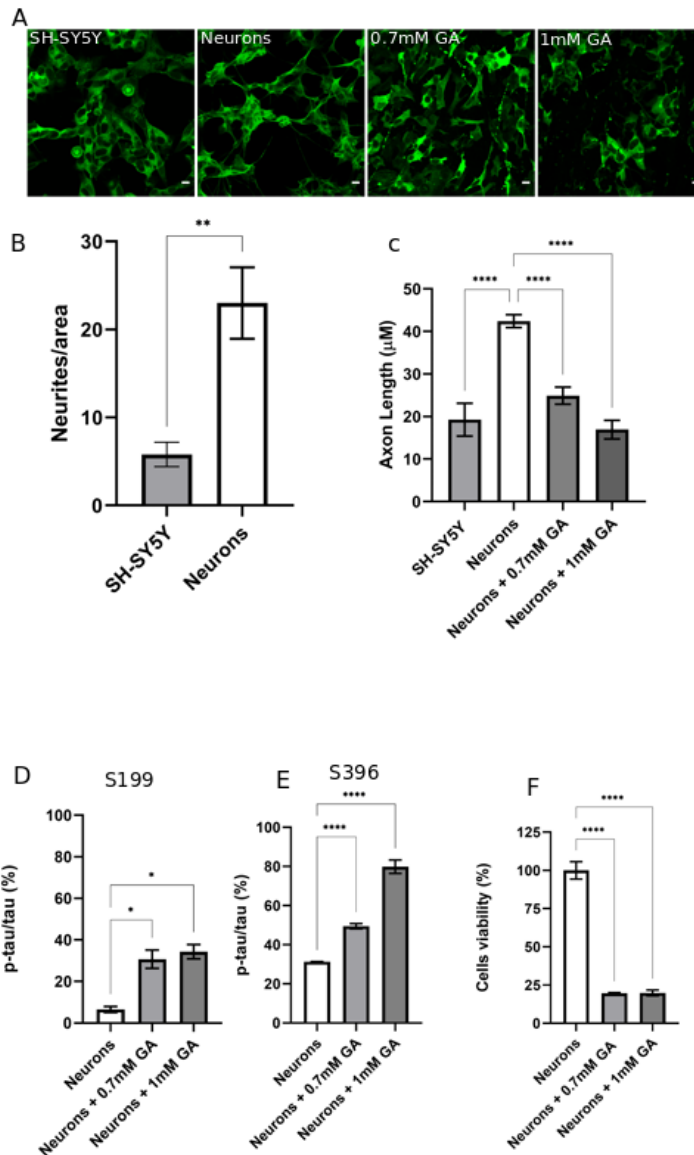 A
SH-SY5Y
Neurons
0.7mM GA
1mM GA
B
Neurites/area
30
20
10
0
**
SH-SY5Y
Neurons
c
Axon Length (µM)
50
40
30
20
10
0
****
****
****
SH-SY5Y
Neurons
Neurons + 0.7mM GA
Neurons + 1mM GA
D
S199
p-tau/tau (%)
100
80
60
40
20
0
*
*
Neurons
Neurons + 0.7mM GA
Neurons + 1mM GA
E
S396
p-tau/tau (%)
100
80
60
40
20
0
****
****
Neurons
Neurons + 0.7mM GA
Neurons + 1mM GA
F
Cells viability (%)
125
100
75
50
25
0
****
****
Neurons
Neurons + 0.7mM GA
Neurons + 1mM GA